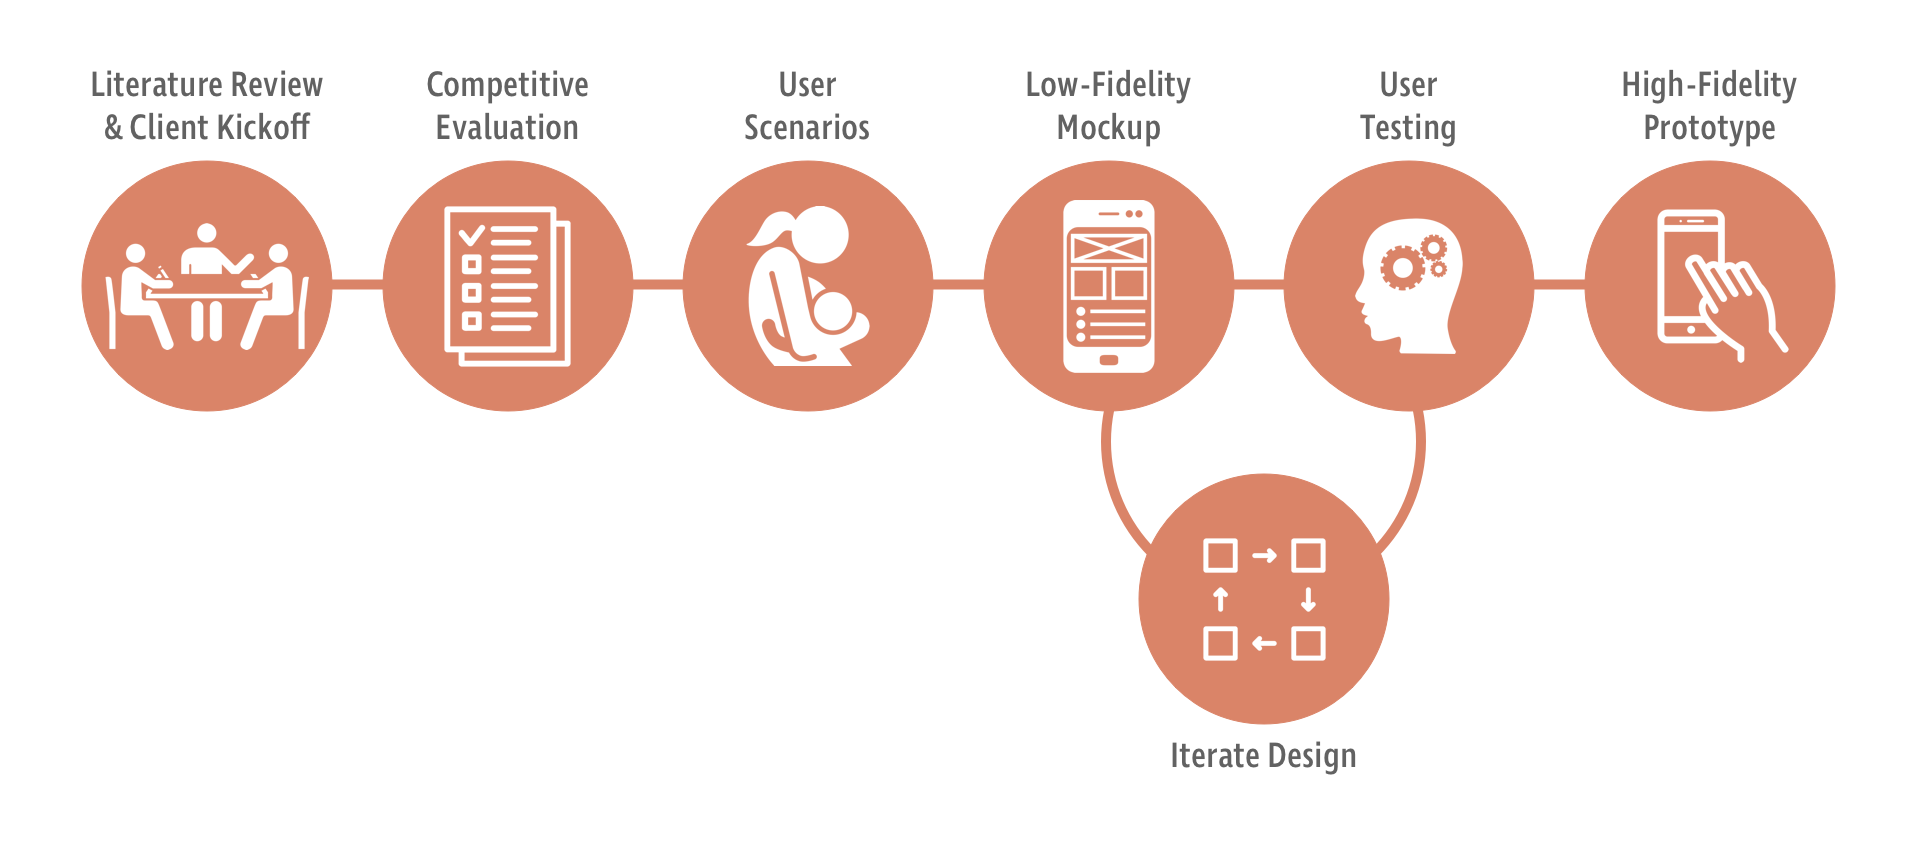 Literature Review
& Client Kickoff
Competitive
Evaluation
User
Scenarios
Low-Fidelity
Mockup
User
Testing
High-Fidelity
Prototype
Iterate Design